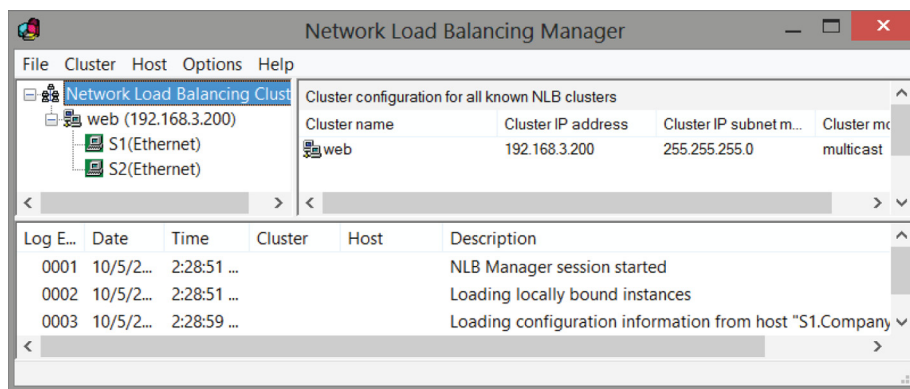 Network Load Balancing Manager
File Cluster Host Options Help
Network Load Balancing Clust
web (192.168.3.200)
S1(Ethernet)
S2(Ethernet)
Cluster configuration for all known NLB clusters
Cluster name Cluster IP address Cluster IP subnet m... Cluster mo
web 192.168.3.200 255.255.255.0 multicast
Log E... Date Time Cluster Host Description
0001 10/5/2... 2:28:51 ... NLB Manager session started
0002 10/5/2... 2:28:51 ... Loading locally bound instances
0003 10/5/2... 2:28:59 ... Loading configuration information from host "S1.Company